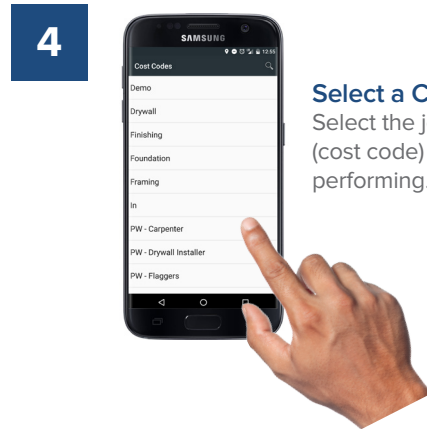 4
SAMSUNG
12:55
Cost Codes
Demo
Drywall
Finishing
Foundation
Framing
In
PW - Carpenter
PW - Drywall Installer
PW - Flaggers
Select a C
Select the j
(cost code)
performing.